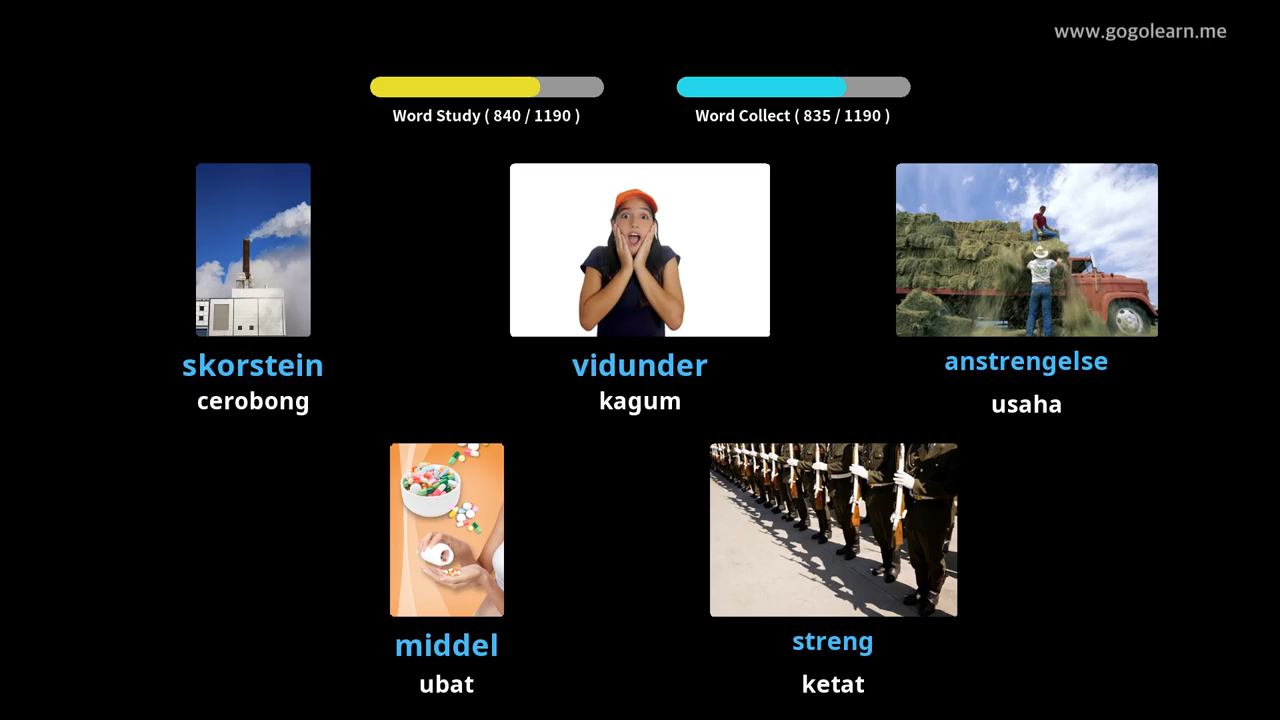 www.gogolearn.me
Word Study ( 840 / 1190 )
Word Collect ( 835 / 1190 )
skorstein
cerobong
vidunder
kagum
anstrengelse
usaha
middel
ubat
streng
ketat